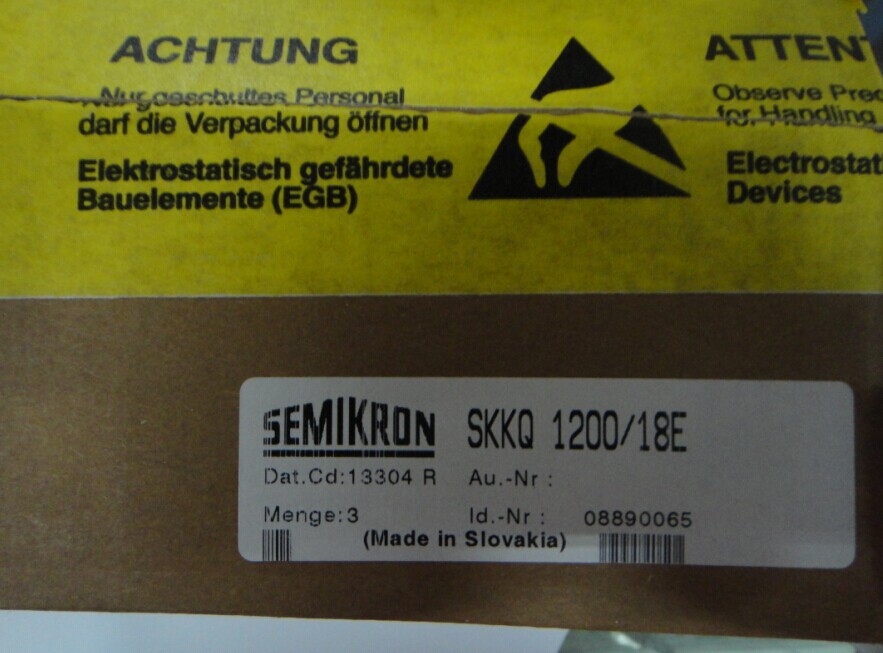 ACHTUNG
Nur geschultes Personal
darf die Verpackung öffnen
Elektrostatisch gefährdete
Bauelemente (EGB)
ATTENT
Observe Prec
for Handling
Electrostat
Devices
SEMIKRON SKKQ 1200/18E
Dat.Cd:13304 R Au.-Nr :
Menge:3 Id.-Nr : 08890065
(Made in Slovakia)